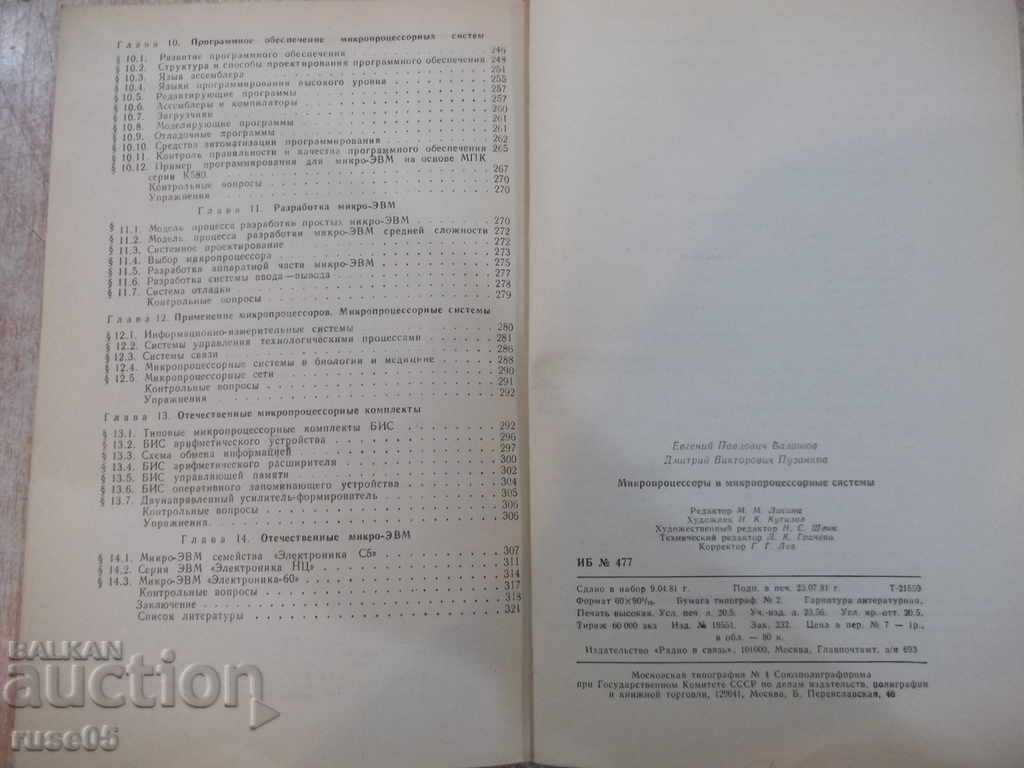 Глава 10. Программное обеспечение микропроцессорных систем
§ 10.1. Развитие программного обеспечения 246
§ 10.2. Структура и способы проектирования программного обеспечения 249
§ 10.3. Язык ассемблера 251
§ 10.4. Языки программирования высокого уровня 255
§ 10.5. Редактирующие программы 257
§ 10.6. Ассемблеры и компиляторы 257
§ 10.7. Загрузчики 260
§ 10.8. Моделирующие программы 261
§ 10.9. Отладочные программы 261
§ 10.10. Средства автоматизации программирования 262
§ 10.11. Контроль правильности и качества программного обеспечения 265
§ 10.12. Пример программирования для микро-ЭВМ на основе МПК
серии К580 267
Контрольные вопросы 270
Упражнения 270
Глава 11. Разработка микро-ЭВМ
§ 11.1. Модель процесса разработки простых микро-ЭВМ 270
§ 11.2. Модель процесса разработки микро-ЭВМ средней сложности 272
§ 11.3. Системное проектирование 272
§ 11.4. Выбор микропроцессора 273
§ 11.5. Разработка аппаратной части микро-ЭВМ 275
§ 11.6. Разработка системы ввода—вывода 277
§ 11.7. Система отладки 278
Контрольные вопросы 279
Глава 12. Применение микропроцессоров. Микропроцессорные системы
§ 12.1. Информационно-измерительные системы 280
§ 12.2. Системы управления технологическими процессами 281
§ 12.3. Системы связи 286
§ 12.4. Микропроцессорные системы в биологии и медицине 288
§ 12.5. Микропроцессорные сети 290
Контрольные вопросы 291
Упражнения 292
Глава 13. Отечественные микропроцессорные комплекты
§ 13.1. Типовые микропроцессорные комплекты БИС 292
§ 13.2. БИС арифметического устройства 296
§ 13.3. Схема обмена информацией 297
§ 13.4. БИС арифметического расширителя 300
§ 13.5. БИС управляющей памяти 302
§ 13.6. БИС оперативного запоминающего устройства 304
§ 13.7. Двунаправленный усилитель-формирователь 305
Контрольные вопросы 306
Упражнения. 306
Глава 14. Отечественные микро-ЭВМ
§ 14.1. Микро-ЭВМ семейства «Электроника С5» 307
§ 14.2. Серия ЭВМ «Электроника НЦ» 311
§ 14.3. Микро-ЭВМ «Электроника-60» 314
Контрольные вопросы 317
Заключение 318
Список литературы 321
Евгений Павлович Балашов
Дмитрий Викторович Пузанков
Микропроцессоры и микропроцессорные системы
Редактор М. М.
Художник Н. К.
Художественный редактор Н. С. Шеин
Технический редактор Л. К. Грачева
Корректор Г. Г. Лев
ИБ № 477
Сдано в набор 9.04.81 г. Подп. в печ. 23.07.81 г. Т-21559
Формат 60×90¹/₁₆. Бумага типограф. № 2. Гарнитура литературная.
Печать высокая. Усл. печ. л. 20,5. Уч.-изд. л. 23,56. Усл. кр.-отт. 20,5.
Тираж 60 000 экз Изд. № 19551. Зак. 232. Цена в пер. № 7 — 1р.,
в обл. — 80 к.
Издательство «Радио и связь», 101000, Москва, Главпочтамт, а/я 693
Московская типография № 4 Союзполиграфпрома
при Государственном Комитете СССР по делам издательств, полиграфии
и книжной торговли, 129041, Москва, Б. Переяславская, 46
BALKAN
auction
ruse05